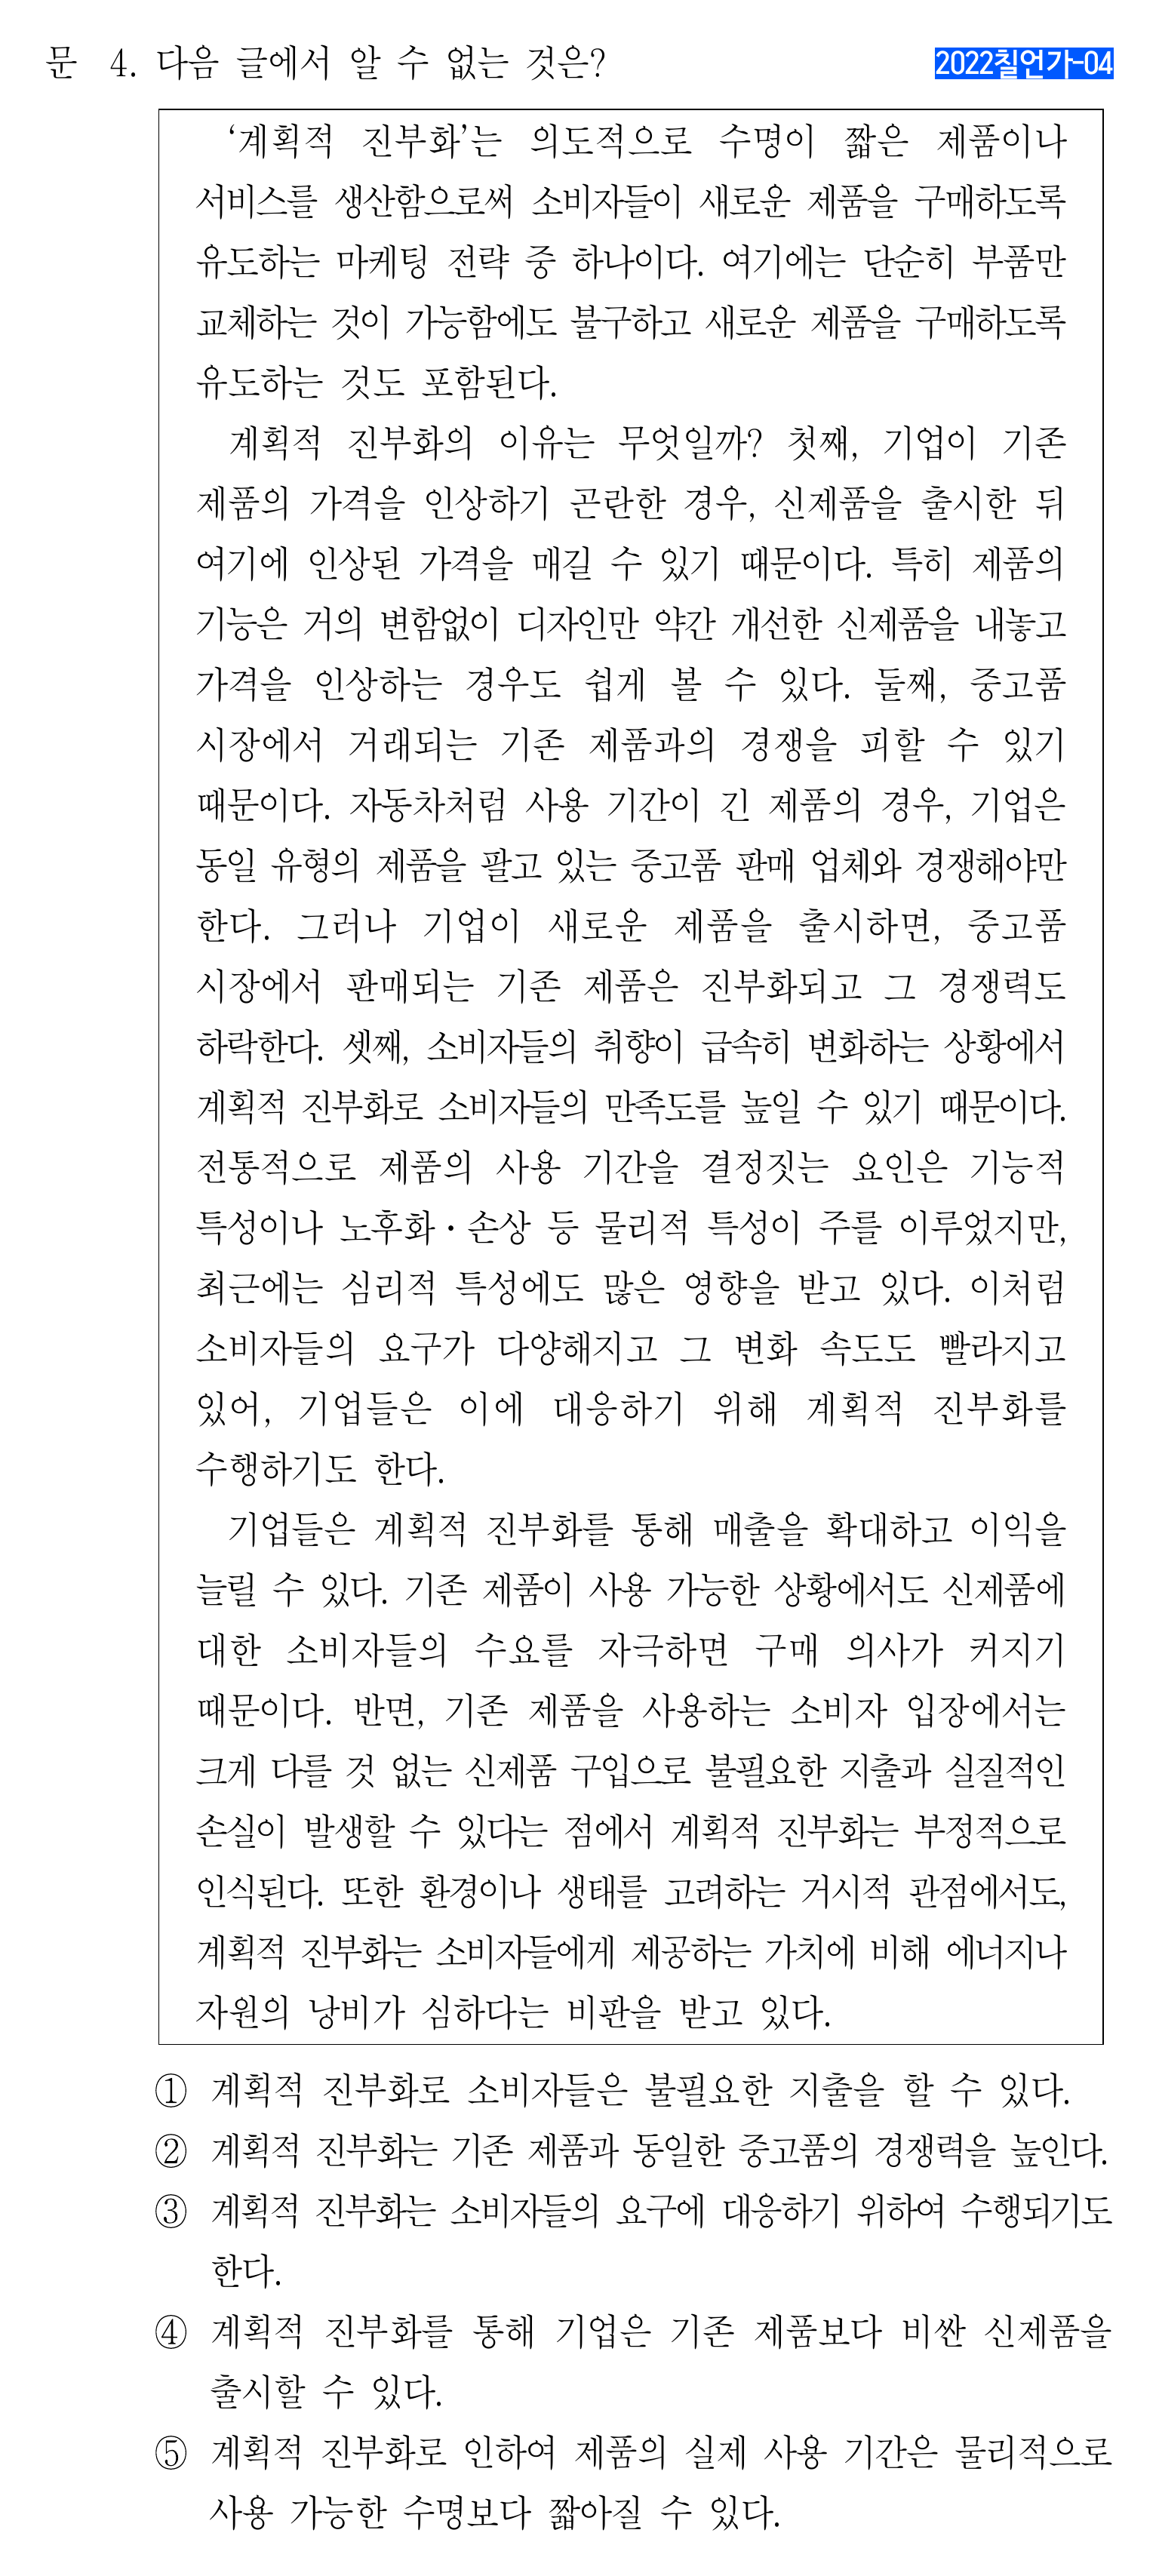 문 4. 다음 글에서 알 수 없는 것은?
2022칠언가-04
‘계획적 진부화’는 의도적으로 수명이 짧은 제품이나
서비스를 생산함으로써 소비자들이 새로운 제품을 구매하도록
유도하는 마케팅 전략 중 하나이다. 여기에는 단순히 부품만
교체하는 것이 가능함에도 불구하고 새로운 제품을 구매하도록
유도하는 것도 포함된다.
계획적 진부화의 이유는 무엇일까? 첫째, 기업이 기존
제품의 가격을 인상하기 곤란한 경우, 신제품을 출시한 뒤
여기에 인상된 가격을 매길 수 있기 때문이다. 특히 제품의
기능은 거의 변함없이 디자인만 약간 개선한 신제품을 내놓고
가격을 인상하는 경우도 쉽게 볼 수 있다. 둘째, 중고품
시장에서 거래되는 기존 제품과의 경쟁을 피할 수 있기
때문이다. 자동차처럼 사용 기간이 긴 제품의 경우, 기업은
동일 유형의 제품을 팔고 있는 중고품 판매 업체와 경쟁해야만
한다. 그러나 기업이 새로운 제품을 출시하면, 중고품
시장에서 판매되는 기존 제품은 진부화되고 그 경쟁력도
하락한다. 셋째, 소비자들의 취향이 급속히 변화하는 상황에서
계획적 진부화로 소비자들의 만족도를 높일 수 있기 때문이다.
전통적으로 제품의 사용 기간을 결정짓는 요인은 기능적
특성이나 노후화･손상 등 물리적 특성이 주를 이루었지만,
최근에는 심리적 특성에도 많은 영향을 받고 있다. 이처럼
소비자들의 요구가 다양해지고 그 변화 속도도 빨라지고
있어, 기업들은 이에 대응하기 위해 계획적 진부화를
수행하기도 한다.
기업들은 계획적 진부화를 통해 매출을 확대하고 이익을
늘릴 수 있다. 기존 제품이 사용 가능한 상황에서도 신제품에
대한 소비자들의 수요를 자극하면 구매 의사가 커지기
때문이다. 반면, 기존 제품을 사용하는 소비자 입장에서는
크게 다를 것 없는 신제품 구입으로 불필요한 지출과 실질적인
손실이 발생할 수 있다는 점에서 계획적 진부화는 부정적으로
인식된다. 또한 환경이나 생태를 고려하는 거시적 관점에서도,
계획적 진부화는 소비자들에게 제공하는 가치에 비해 에너지나
자원의 낭비가 심하다는 비판을 받고 있다.
① 계획적 진부화로 소비자들은 불필요한 지출을 할 수 있다.
② 계획적 진부화는 기존 제품과 동일한 중고품의 경쟁력을 높인다.
③ 계획적 진부화는 소비자들의 요구에 대응하기 위하여 수행되기도
한다.
④ 계획적 진부화를 통해 기업은 기존 제품보다 비싼 신제품을
출시할 수 있다.
⑤ 계획적 진부화로 인하여 제품의 실제 사용 기간은 물리적으로
사용 가능한 수명보다 짧아질 수 있다.